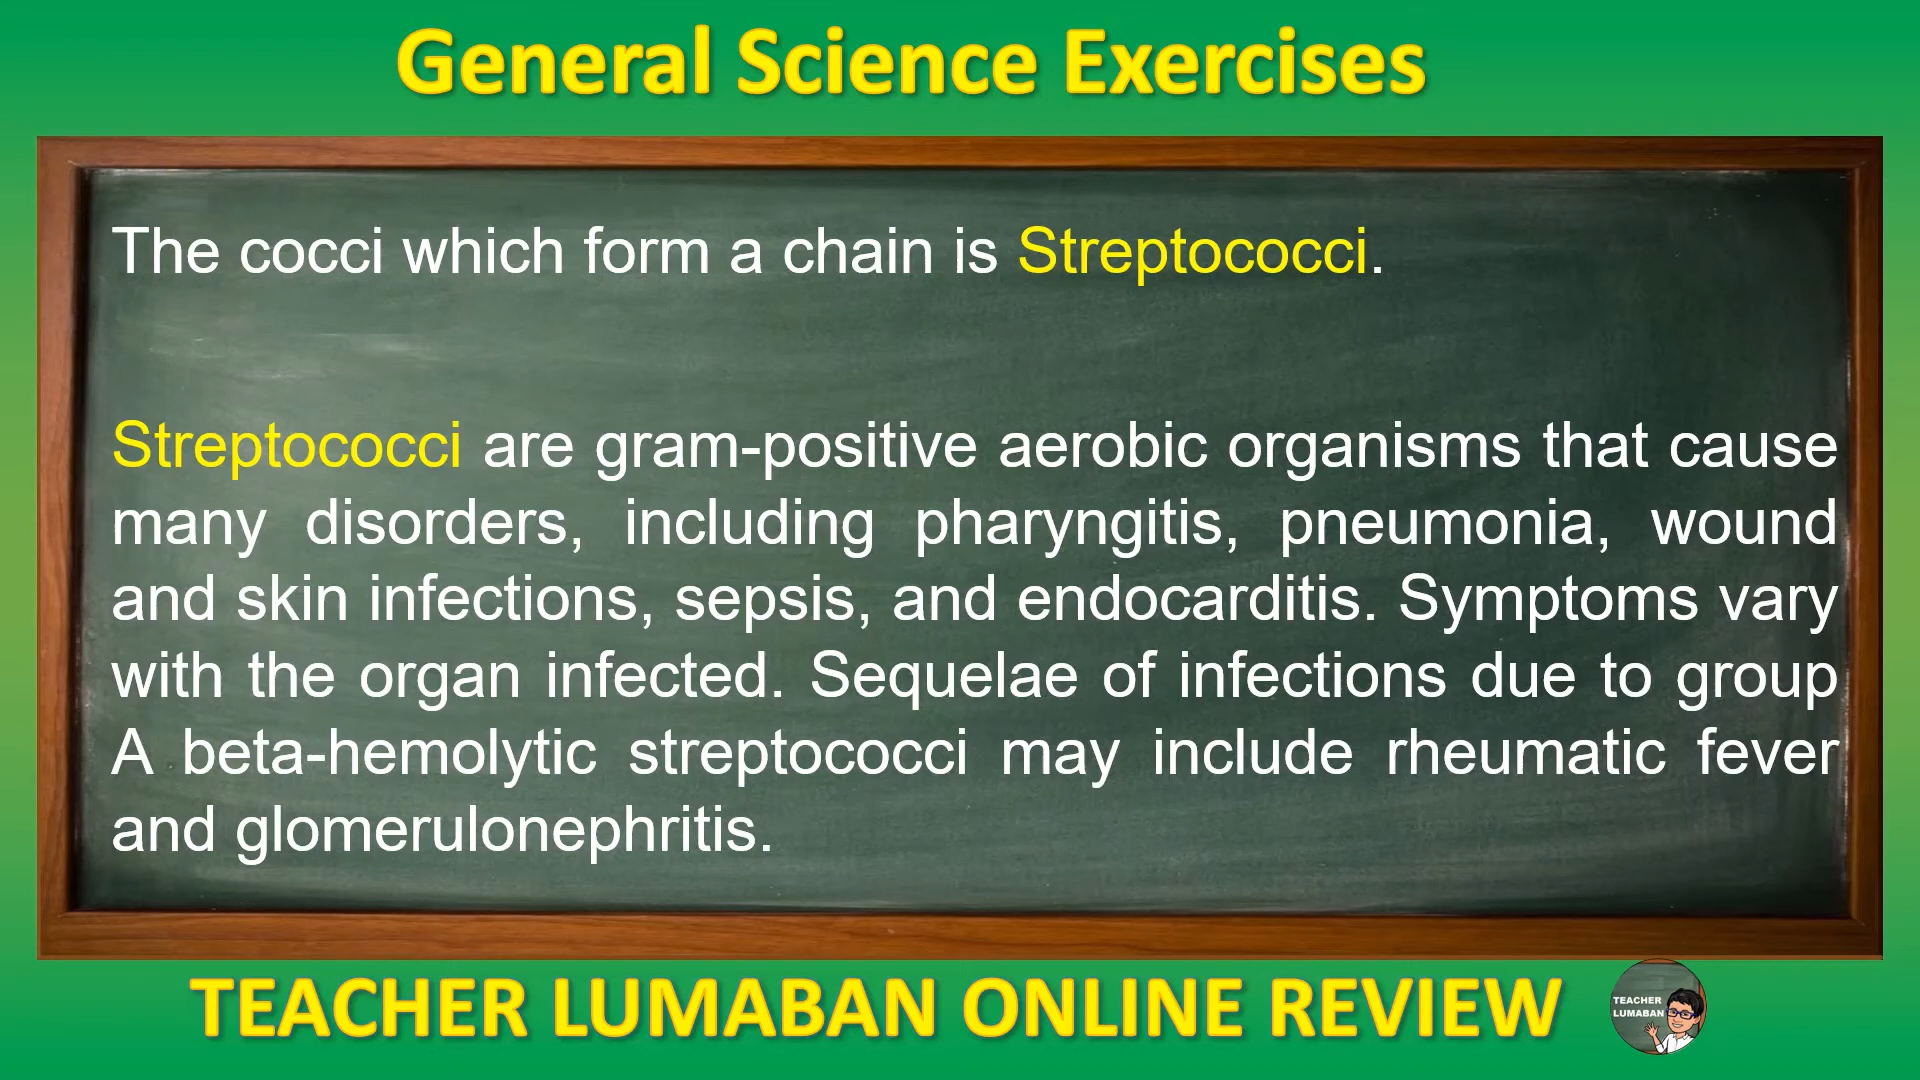 General Science Exercises
The cocci which form a chain is Streptococci.
Streptococci are gram-positive aerobic organisms that cause
many disorders, including pharyngitis, pneumonia, wound
and skin infections, sepsis, and endocarditis. Symptoms vary
with the organ infected. Sequelae of infections due to group
A beta-hemolytic streptococci may include rheumatic fever
and glomerulonephritis.
TEACHER LUMABAN ONLINE REVIEW
TEACHER
LUMABAN